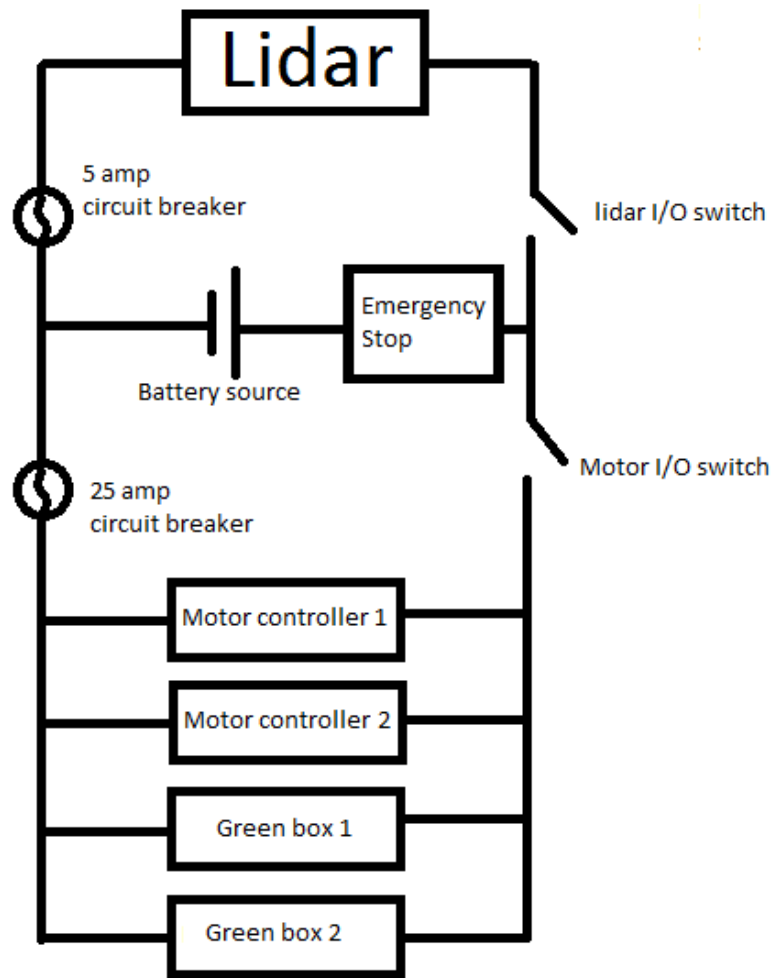 Lidar
5 amp
circuit breaker
lidar I/O switch
Emergency
Stop
Battery source
Motor I/O switch
25 amp
circuit breaker
Motor controller 1
Motor controller 2
Green box 1
Green box 2